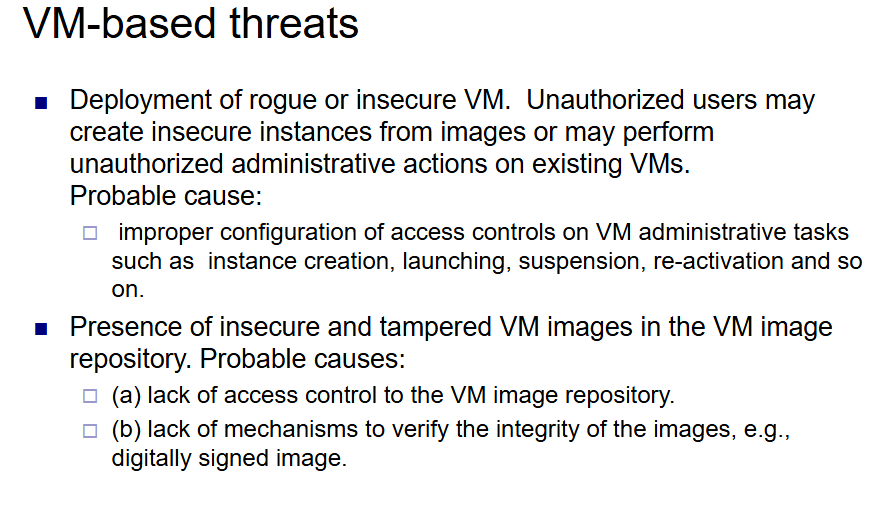 VM-based threats
Deployment of rogue or insecure VM.  Unauthorized users may
create insecure instances from images or may perform
unauthorized administrative actions on existing VMs.
Probable cause:
improper configuration of access controls on VM administrative tasks
such as  instance creation, launching, suspension, re-activation and so
on.
Presence of insecure and tampered VM images in the VM image
repository. Probable causes:
(a) lack of access control to the VM image repository.
(b) lack of mechanisms to verify the integrity of the images, e.g.,
digitally signed image.